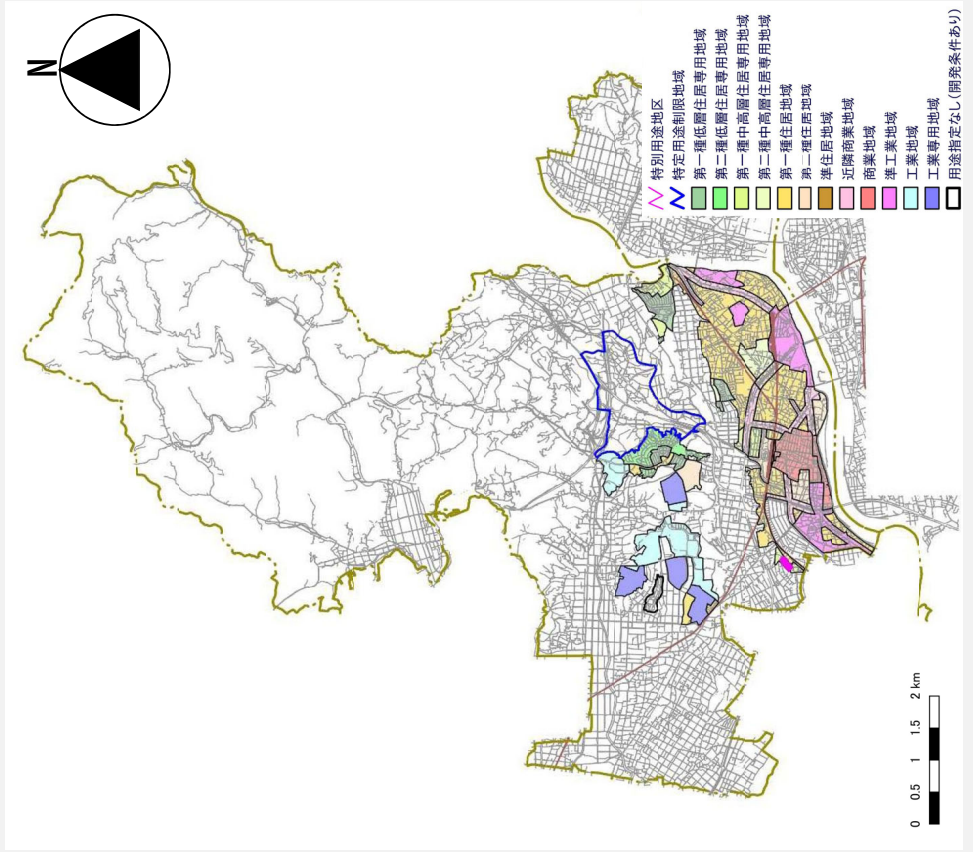 N
特別用途地区
特定用途制限地域
第一種低層住居専用地域
第二種低層住居専用地域
第一種中高層住居専用地域
第二種中高層住居専用地域
第一種住居地域
第二種住居地域
準住居地域
近隣商業地域
商業地域
準工業地域
工業地域
工業専用地域
用途指定なし(開発条件あり)
0 0.5 1 1.5 2 km